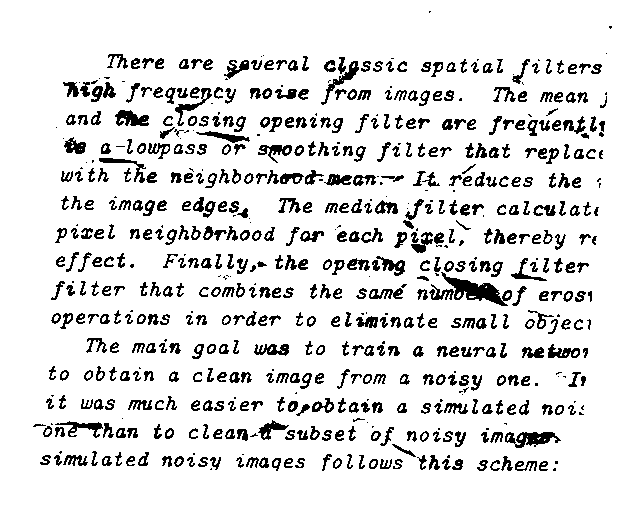 There are several classic spatial filters
high frequency noise from images. The mean
and the closing opening filter are frequently
is a lowpass or smoothing filter that replace
with the neighborhood mean. It reduces the
the image edges. The median filter calculate
pixel neighborhood for each pixel, thereby re
effect. Finally, the opening closing filter
filter that combines the same number of eros
operations in order to eliminate small object
The main goal was to train a neural networ
to obtain a clean image from a noisy one.
it was much easier to obtain a simulated nois
one than to clean a subset of noisy images.
simulated noisy images follows this scheme: